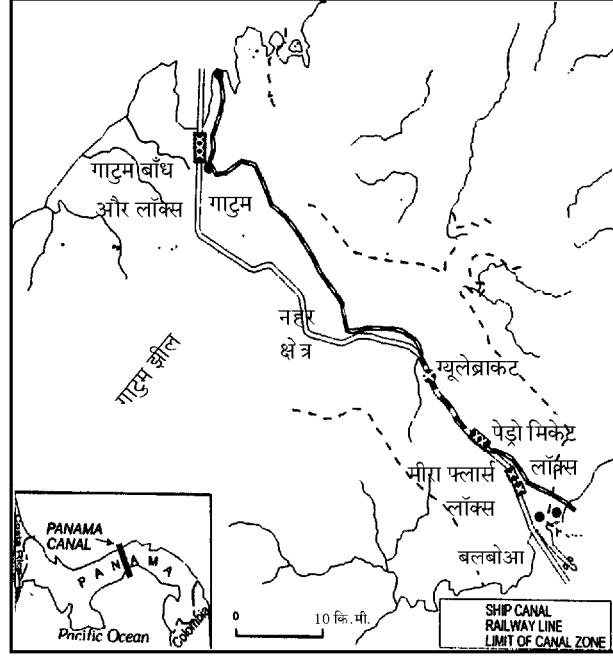 गाटुम बाँध
और लॉक्स
गाटुम
नहर
क्षेत्र
गाटुम झील
ग्यूलेब्राकट
पेड्रो मिकेट
लॉक्स
मीरा फ्लार्स
लॉक्स
बलबोआ
PANAMA
CANAL
PANAMA
Pacific Ocean
Colombia
0 10 कि.मी.
SHIP CANAL
RAILWAY LINE
LIMIT OF CANAL ZONE